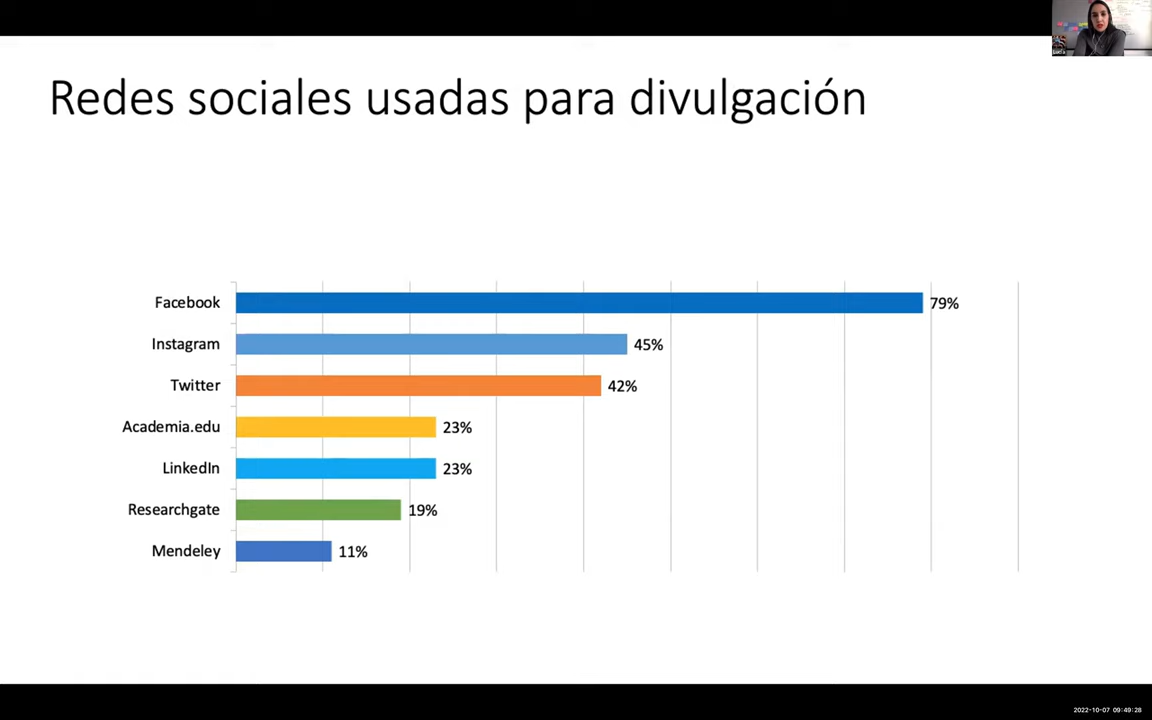 Redes sociales usadas para divulgación
Facebook 79%
Instagram 45%
Twitter 42%
Academia.edu 23%
LinkedIn 23%
Researchgate 19%
Mendeley 11%
2022-10-07 09:49:28